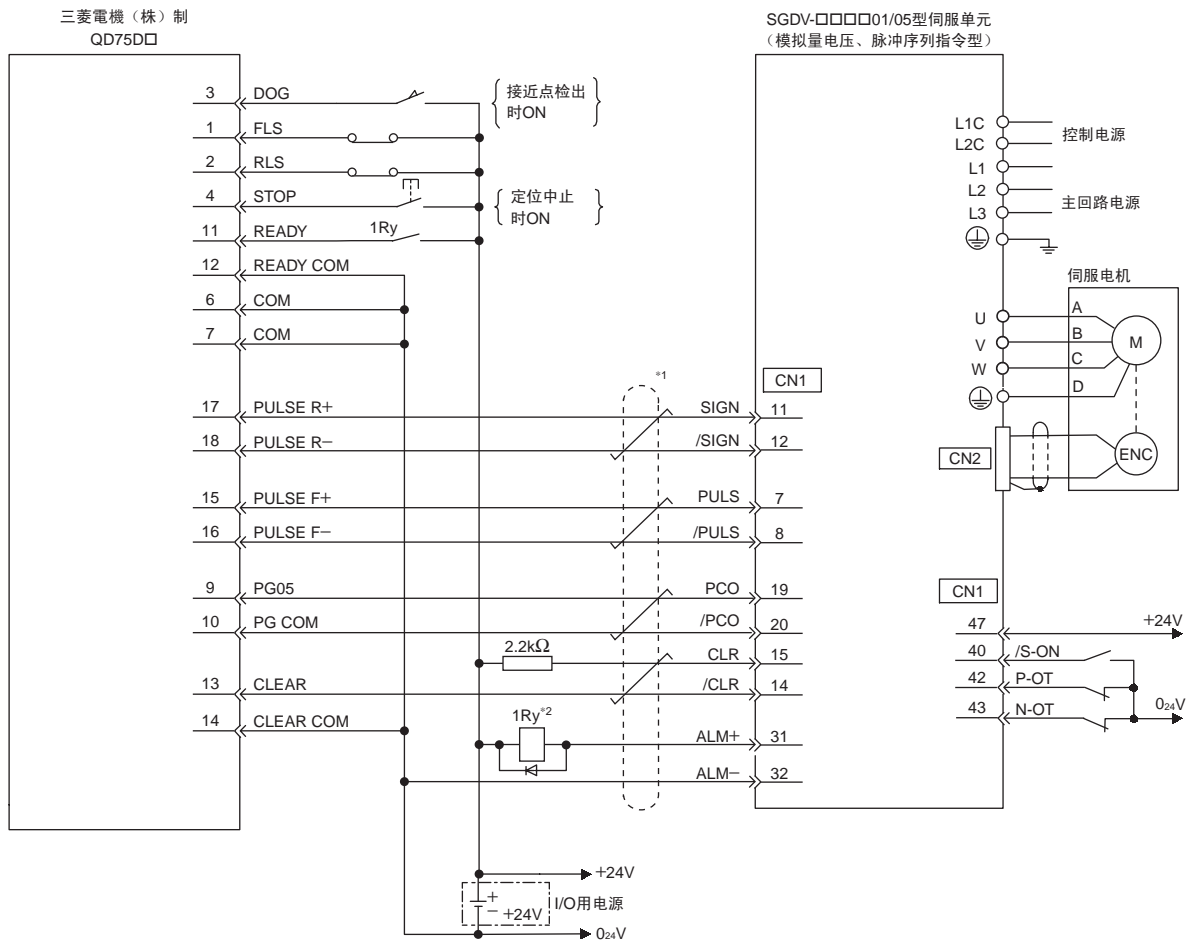 三菱電機（株）制
QD75D□
SGDV-□□□□01/05型伺服单元
（模拟量电压、脉冲序列指令型）
3 DOG
接近点检出
时ON
1 FLS
2 RLS
4 STOP
定位中止
时ON
11 READY 1Ry
12 READY COM
6 COM
7 COM
L1C
L2C
控制电源
L1
L2
L3
主回路电源
伺服电机
U A
V B
W C
D
M
CN2
ENC
*1
CN1
17 PULSE R+ SIGN 11
18 PULSE R− /SIGN 12
15 PULSE F+ PULS 7
16 PULSE F− /PULS 8
9 PG05 PCO 19
10 PG COM /PCO 20
2.2kΩ CLR 15
13 CLEAR /CLR 14
14 CLEAR COM
1Ry*2 ALM+ 31
ALM− 32
CN1
47 +24V
40 /S-ON
42 P-OT
43 N-OT
024V
+24V
+
−
+24V
I/O用电源
024V